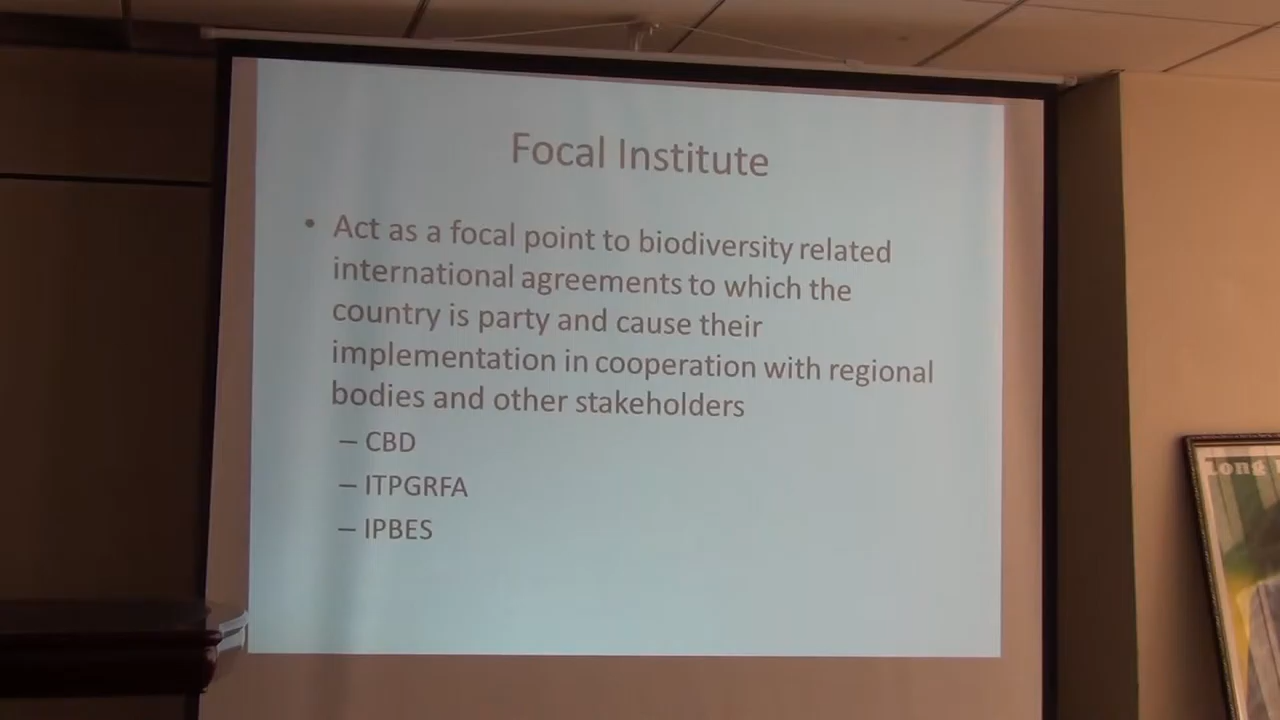 Focal Institute
• Act as a focal point to biodiversity related
international agreements to which the
country is party and cause their
implementation in cooperation with regional
bodies and other stakeholders
– CBD
– ITPGRFA
– IPBES
Long